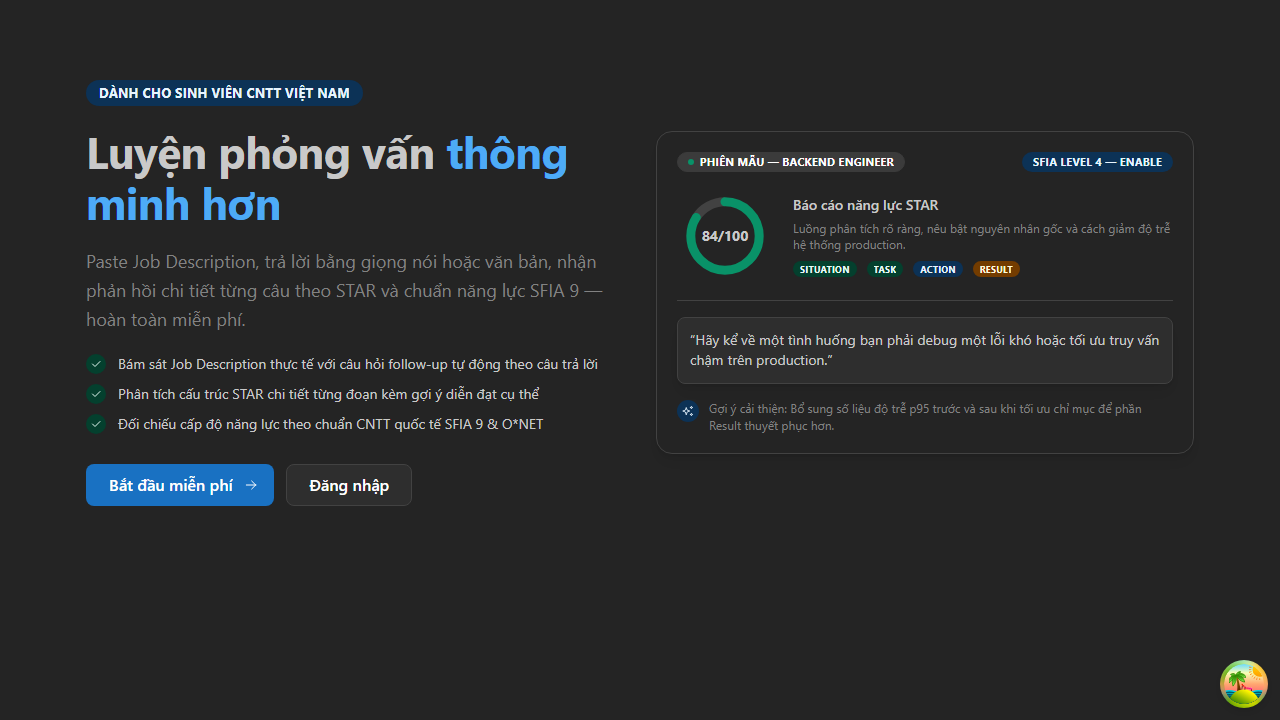 DÀNH CHO SINH VIÊN CNTT VIỆT NAM
Luyện phỏng vấn thông
minh hơn
Paste Job Description, trả lời bằng giọng nói hoặc văn bản, nhận
phản hồi chi tiết từng câu theo STAR và chuẩn năng lực SFIA 9 —
hoàn toàn miễn phí.
Bám sát Job Description thực tế với câu hỏi follow-up tự động theo câu trả lời
Phân tích cấu trúc STAR chi tiết từng đoạn kèm gợi ý diễn đạt cụ thể
Đối chiếu cấp độ năng lực theo chuẩn CNTT quốc tế SFIA 9 & O*NET
Bắt đầu miễn phí
Đăng nhập
PHIÊN MẪU — BACKEND ENGINEER
SFIA LEVEL 4 — ENABLE
84/100
Báo cáo năng lực STAR
Luồng phân tích rõ ràng, nêu bật nguyên nhân gốc và cách giảm độ trễ
hệ thống production.
SITUATION
TASK
ACTION
RESULT
“Hãy kể về một tình huống bạn phải debug một lỗi khó hoặc tối ưu truy vấn
chậm trên production.”
Gợi ý cải thiện: Bổ sung số liệu độ trễ p95 trước và sau khi tối ưu chỉ mục để phần
Result thuyết phục hơn.